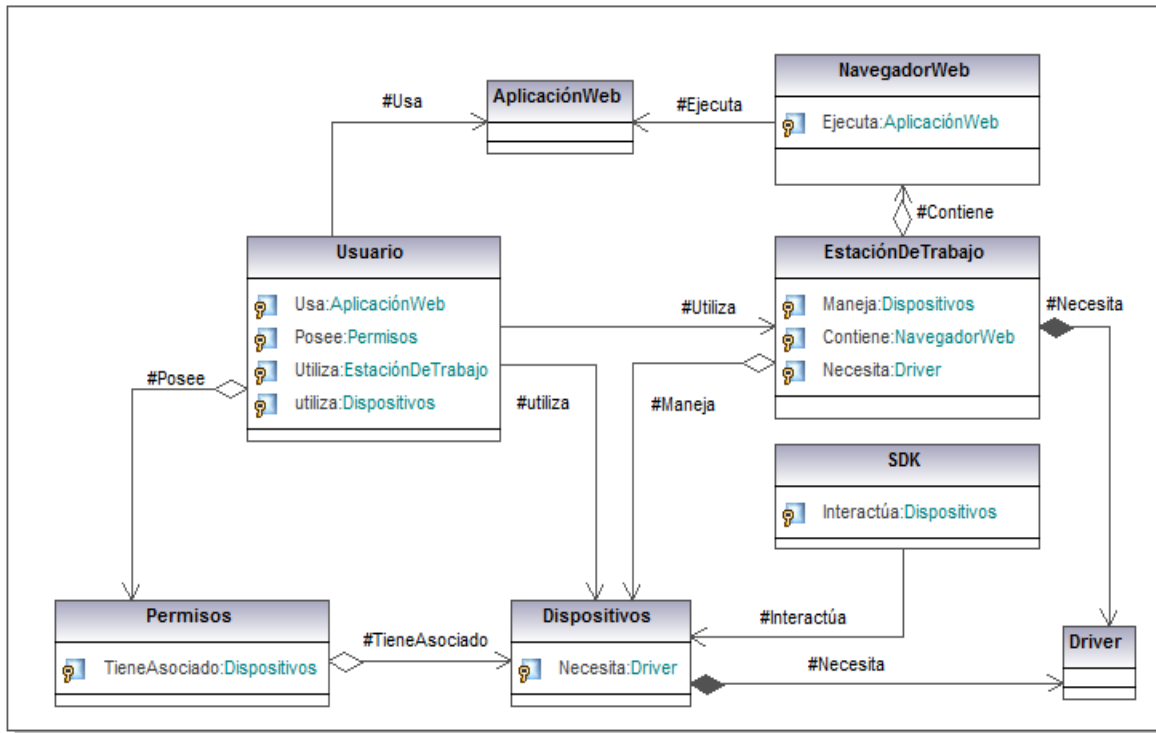 NavegadorWeb
Ejecuta:AplicaciónWeb
AplicaciónWeb
#Usa
#Ejecuta
#Contiene
Usuario
Usa:AplicaciónWeb
Posee:Permisos
Utiliza:EstaciónDeTrabajo
utiliza:Dispositivos
#Utiliza
EstaciónDeTrabajo
Maneja:Dispositivos
Contiene:NavegadorWeb
Necesita:Driver
#Necesita
#Posee
#utiliza
#Maneja
SDK
Interactúa:Dispositivos
Permisos
TieneAsociado:Dispositivos
#TieneAsociado
Dispositivos
Necesita:Driver
#Interactúa
#Necesita
Driver